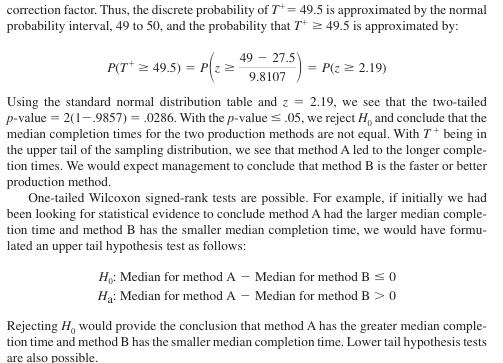 correction factor. Thus, the discrete probability of T⁺ = 49.5 is approximated by the normal
probability interval, 49 to 50, and the probability that T⁺ ≥ 49.5 is approximated by:
P(T⁺ ≥ 49.5) = P(z ≥ (49 − 27.5)/9.8107) = P(z ≥ 2.19)
Using the standard normal distribution table and z = 2.19, we see that the two-tailed
p-value = 2(1−.9857) = .0286. With the p-value ≤ .05, we reject H₀ and conclude that the
median completion times for the two production methods are not equal. With T⁺ being in
the upper tail of the sampling distribution, we see that method A led to the longer comple-
tion times. We would expect management to conclude that method B is the faster or better
production method.
One-tailed Wilcoxon signed-rank tests are possible. For example, if initially we had
been looking for statistical evidence to conclude method A had the larger median comple-
tion time and method B has the smaller median completion time, we would have formu-
lated an upper tail hypothesis test as follows:
H₀: Median for method A − Median for method B ≤ 0
Hₐ: Median for method A − Median for method B > 0
Rejecting H₀ would provide the conclusion that method A has the greater median comple-
tion time and method B has the smaller median completion time. Lower tail hypothesis tests
are also possible.